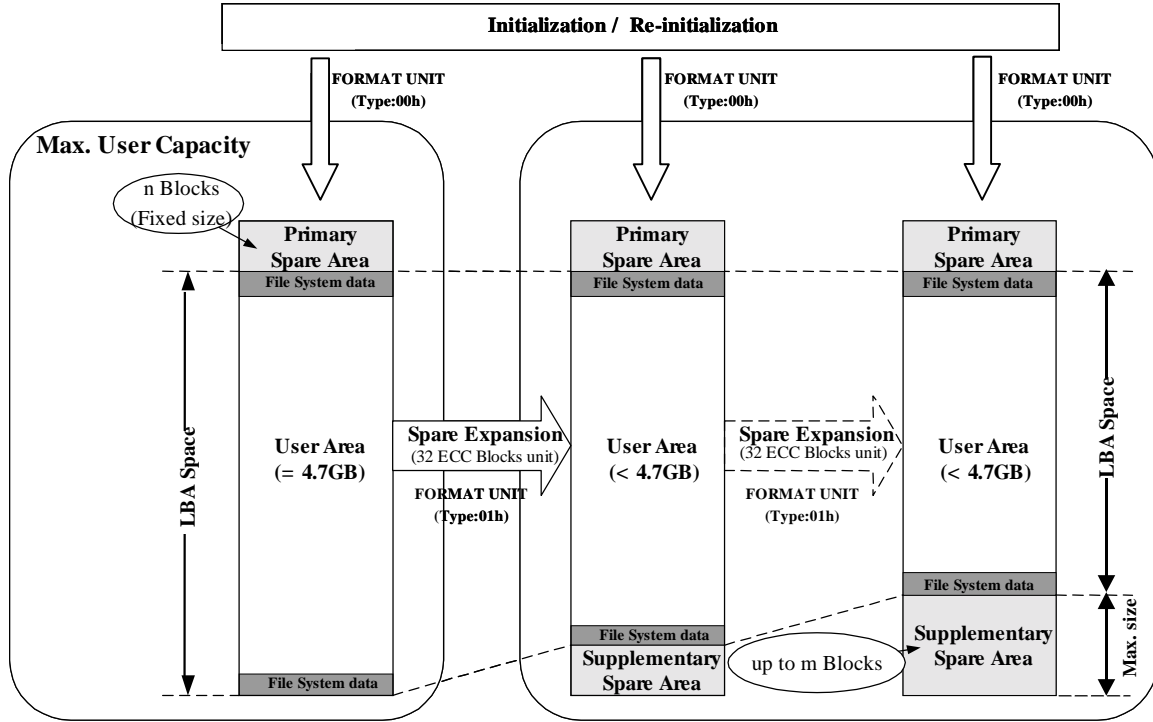 Initialization / Re-initialization
FORMAT UNIT
(Type:00h)
FORMAT UNIT
(Type:00h)
FORMAT UNIT
(Type:00h)
Max. User Capacity
n Blocks
(Fixed size)
Primary
Spare Area
File System data
Primary
Spare Area
File System data
Primary
Spare Area
File System data
LBA Space
User Area
(= 4.7GB)
Spare Expansion
(32 ECC Blocks unit)
FORMAT UNIT
(Type:01h)
User Area
(< 4.7GB)
Spare Expansion
(32 ECC Blocks unit)
FORMAT UNIT
(Type:01h)
User Area
(< 4.7GB)
LBA Space
File System data
File System data
Supplementary
Spare Area
up to m Blocks
File System data
Supplementary
Spare Area
Max. size